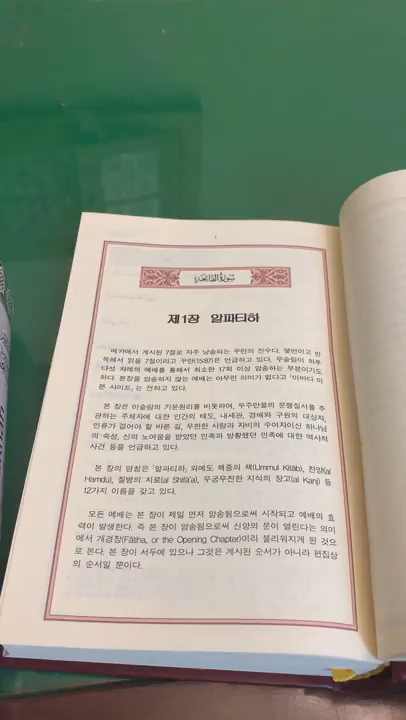 1
سورة الفاتحة
제1장 알파티하
메카에서 계시된 7절로 자주 낭송되는 꾸란의 진수다. 몇번이고 반
복해서 읽을 7절이라고 꾸란(15:87)은 언급하고 있다. 무슬림이 하루
다섯 차례의 예배를 통해서 최소한 17회 이상 암송하는 부분이기도
하다. 본장을 암송하지 않는 예배는 아무런 의미가 없다고 「이바다 이
븐 사이트」는 전하고 있다.
본 장은 이슬람의 기본원리를 비롯하여, 우주만물의 운행질서를 주
관하는 주체자에 대한 인간의 태도, 내세관, 경배와 구원의 대상자,
인류가 걸어야 할 바른 길, 무한한 사랑과 자비의 수여자이신 하나님
의 속성, 신의 노여움을 받았던 민족과 방황했던 민족에 대한 역사적
사건 등을 언급하고 있다.
본 장의 명칭은 '알파티하, 외에도 책중의 책(Ummul Kitāb), 찬양(al
Hamdu), 질병의 치료(al Shifā'a), 무궁무진한 지식의 창고(al Kanj) 등
12가지 이름을 갖고 있다.
모든 예배는 본 장이 제일 먼저 암송됨으로써 시작되고 예배의 효
력이 발생한다. 즉 본 장이 암송됨으로써 신앙의 문이 열린다는 의미
에서 개경장(Fātiha, or the Opening Chapter)이라 불리워지게 된 것으
로 본다. 본 장이 서두에 있으나 그것은 계시된 순서가 아니라 편집상
의 순서일 뿐이다.